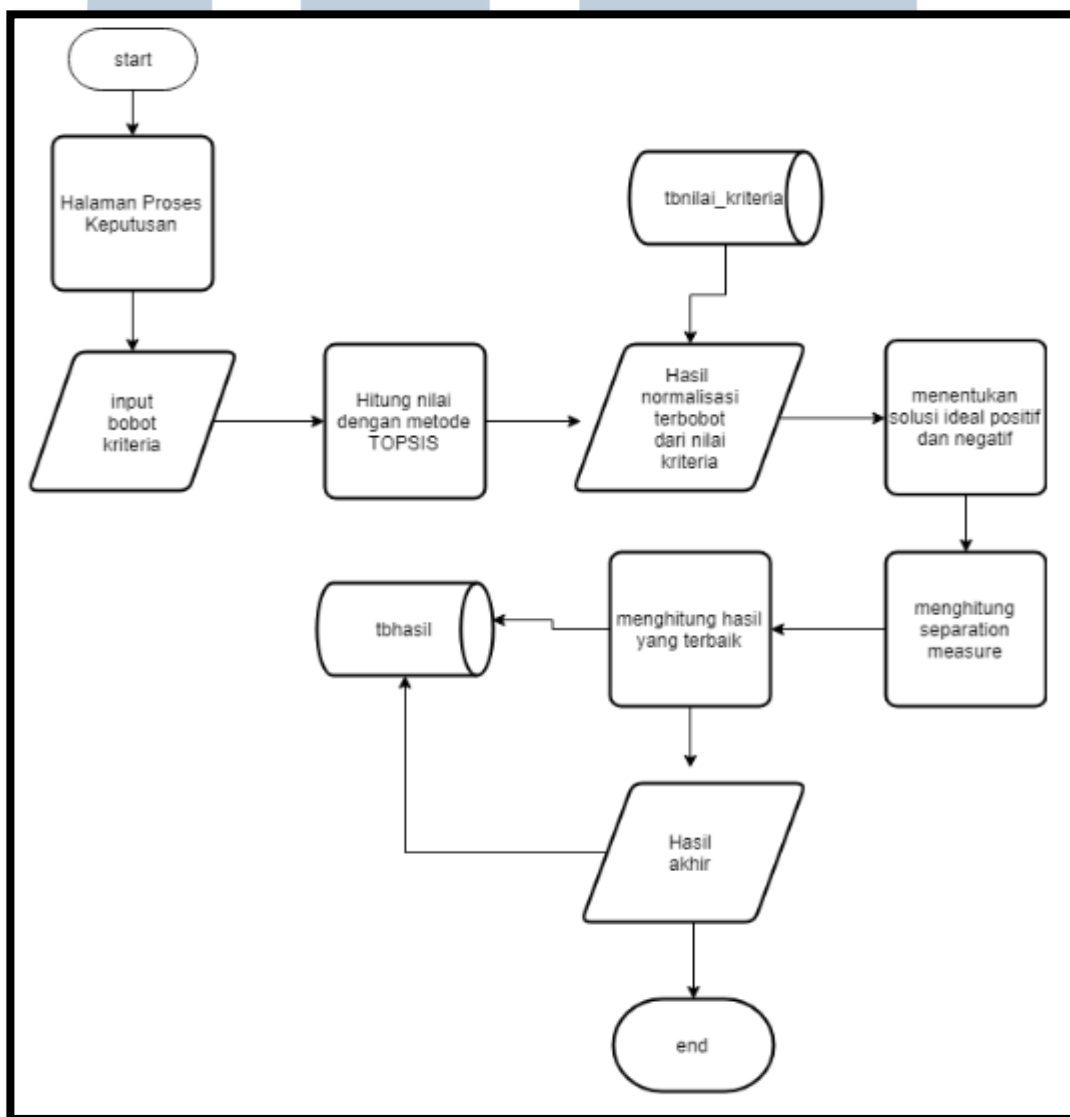 start
Halaman Proses
Keputusan
tbnilai_kriteria
input
bobot
kriteria
Hitung nilai
dengan metode
TOPSIS
Hasil
normalisasi
terbobot
dari nilai
kriteria
menentukan
solusi ideal positif
dan negatif
menghitung
separation
measure
menghitung hasil
yang terbaik
tbhasil
Hasil
akhir
end